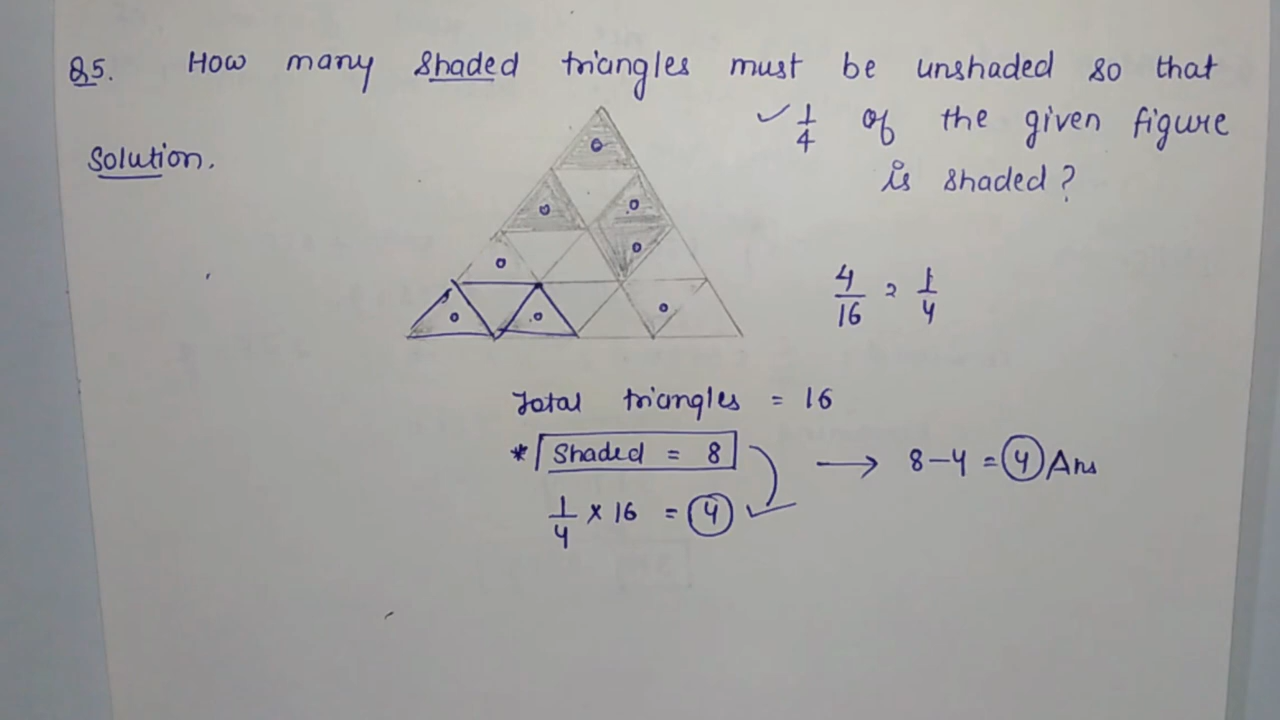 Q5. How many shaded triangles must be unshaded so that
✓ 1/4 of the given figure
is shaded?
Solution.
4/16 = 1/4
Total triangles = 16
* Shaded = 8 → 8-4 = 4 Ans
1/4 x 16 = 4